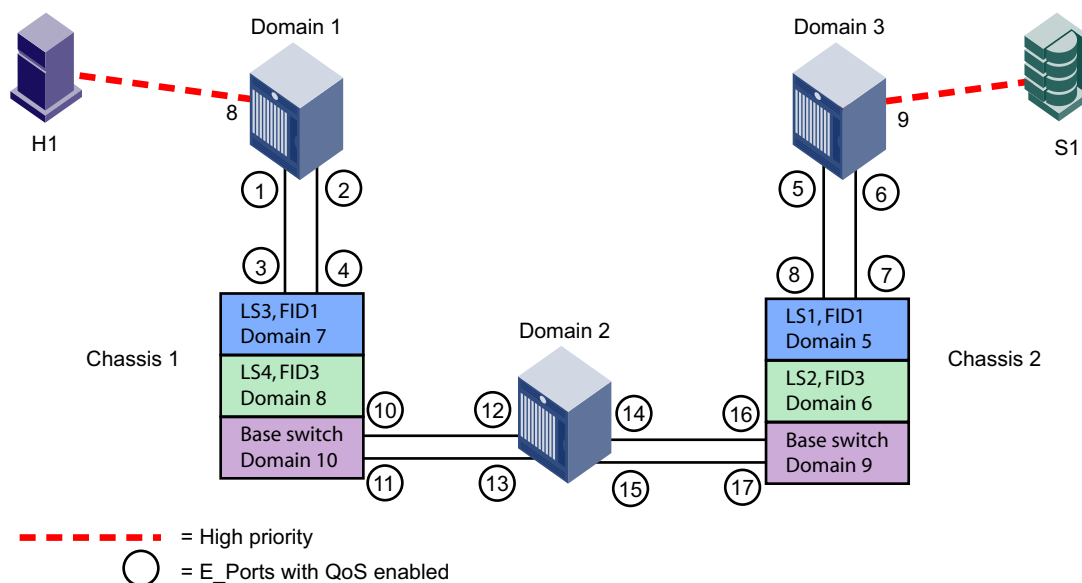 Domain 1
Domain 3
H1
8
9
S1
1
2
5
6
3
4
8
7
LS3, FID1
Domain 7
LS4, FID3
Domain 8
Base switch
Domain 10
Chassis 1
Domain 2
LS1, FID1
Domain 5
LS2, FID3
Domain 6
Base switch
Domain 9
Chassis 2
10
12
14
16
11
13
15
17
= High priority
= E_Ports with QoS enabled